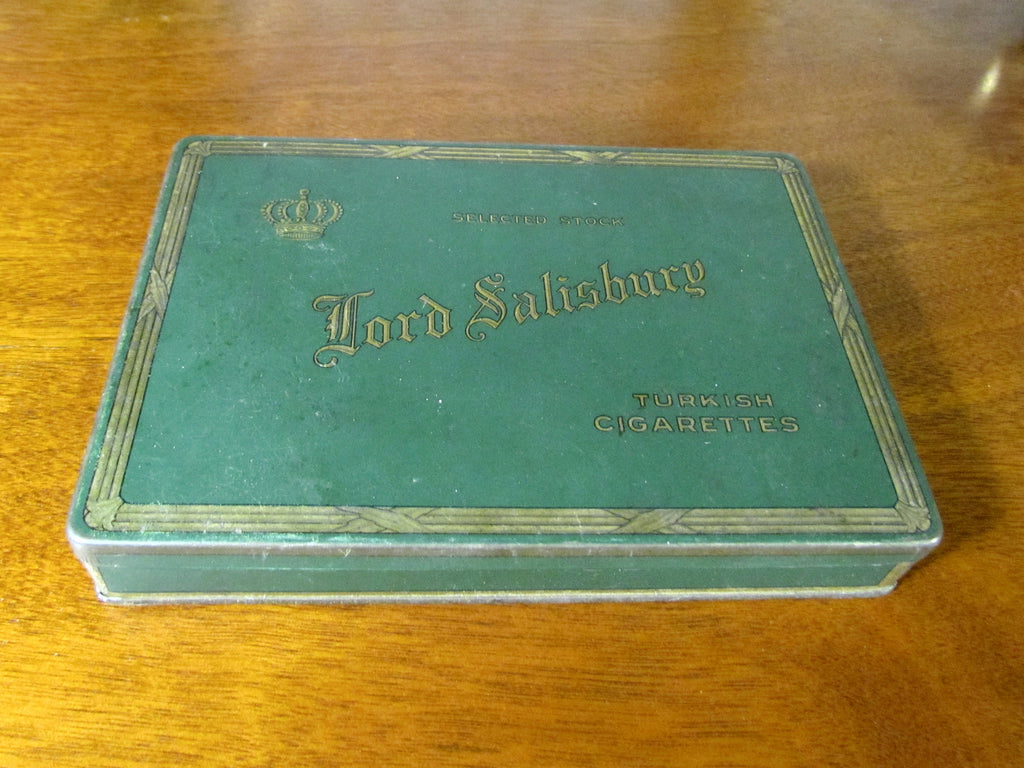 SELECTED STOCK
Lord Salisbury
TURKISH
CIGARETTES